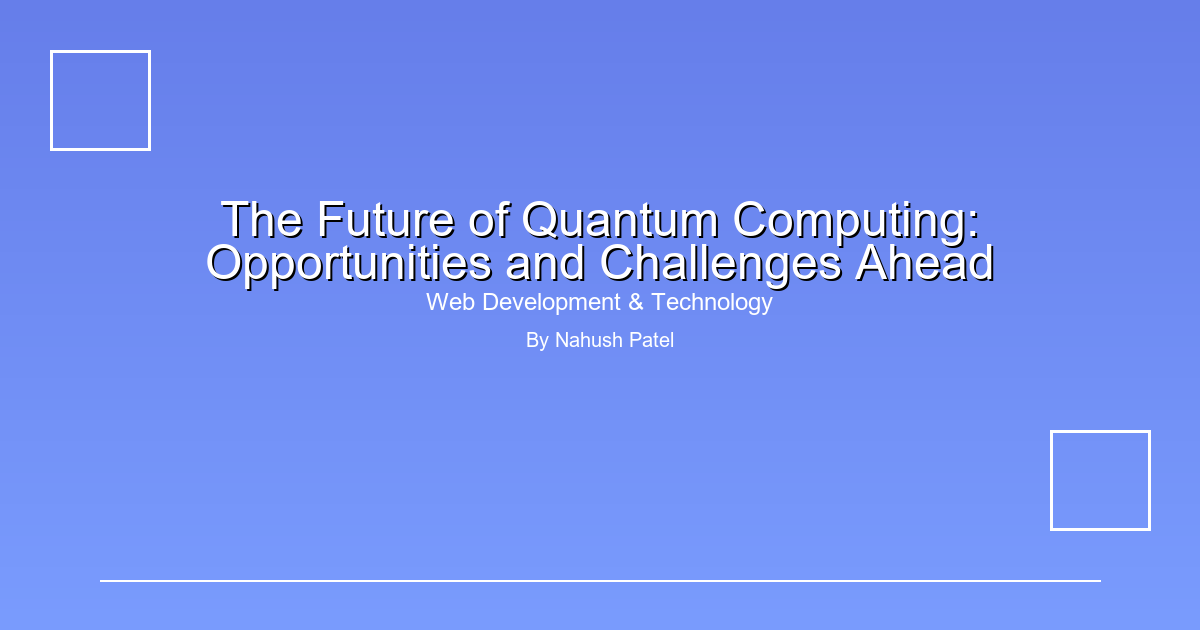 The Future of Quantum Computing:
Opportunities and Challenges Ahead
Web Development & Technology
By Nahush Patel